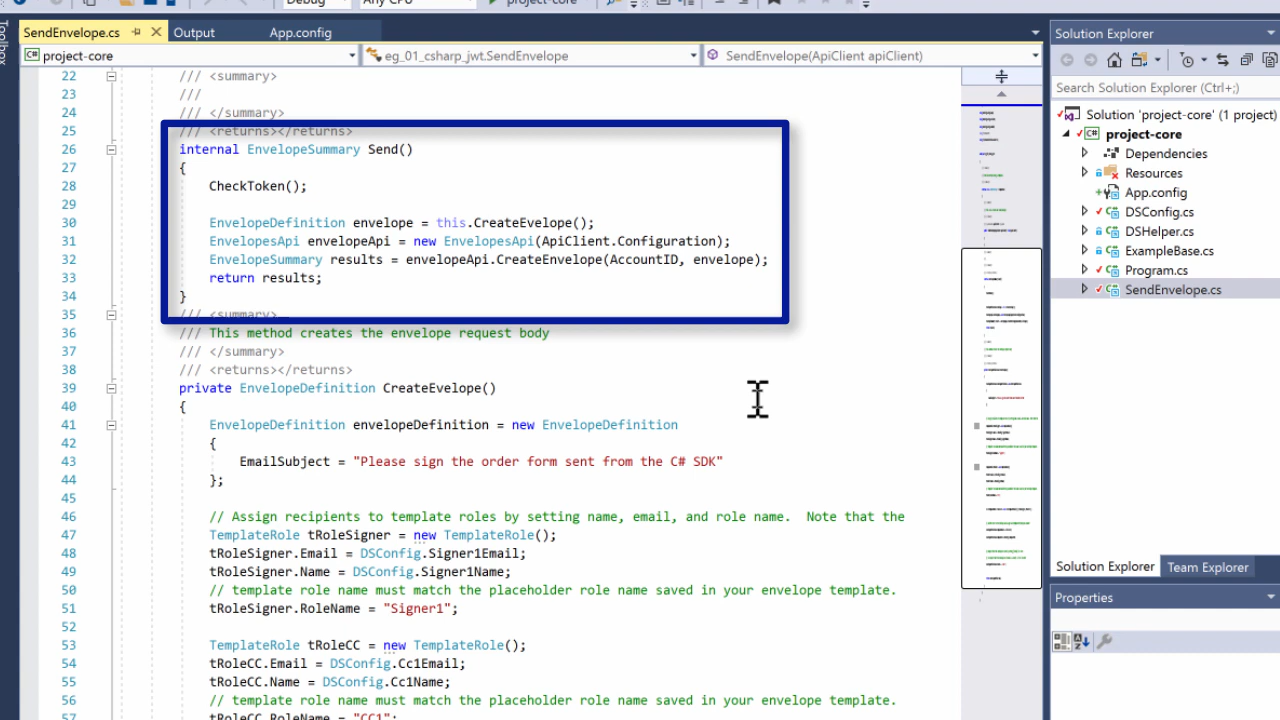 Debug
Any CPU
project-core
SendEnvelope.cs
Output
App.config
C# project-core
eg_01_csharp_jwt.SendEnvelope
SendEnvelope(ApiClient apiClient)
22 /// <summary>
23 ///
24 /// </summary>
25 /// <returns></returns>
26 internal EnvelopeSummary Send()
27 {
28 CheckToken();
29
30 EnvelopeDefinition envelope = this.CreateEvelope();
31 EnvelopesApi envelopeApi = new EnvelopesApi(ApiClient.Configuration);
32 EnvelopeSummary results = envelopeApi.CreateEnvelope(AccountID, envelope);
33 return results;
34 }
35 /// <summary>
36 /// This method creates the envelope request body
37 /// </summary>
38 /// <returns></returns>
39 private EnvelopeDefinition CreateEvelope()
40 {
41 EnvelopeDefinition envelopeDefinition = new EnvelopeDefinition
42 {
43 EmailSubject = "Please sign the order form sent from the C# SDK"
44 };
45
46 // Assign recipients to template roles by setting name, email, and role name.  Note that the
47 TemplateRole tRoleSigner = new TemplateRole();
48 tRoleSigner.Email = DSConfig.Signer1Email;
49 tRoleSigner.Name = DSConfig.Signer1Name;
50 // template role name must match the placeholder role name saved in your envelope template.
51 tRoleSigner.RoleName = "Signer1";
52
53 TemplateRole tRoleCC = new TemplateRole();
54 tRoleCC.Email = DSConfig.Cc1Email;
55 tRoleCC.Name = DSConfig.Cc1Name;
56 // template role name must match the placeholder role name saved in your envelope template.
57 tRoleCC.RoleName = "CC1";
Toolbox
Solution Explorer
Search Solution Explorer (Ctrl+;)
Solution 'project-core' (1 project)
C# project-core
Dependencies
Resources
App.config
DSConfig.cs
DSHelper.cs
ExampleBase.cs
Program.cs
SendEnvelope.cs
Solution Explorer
Team Explorer
Properties